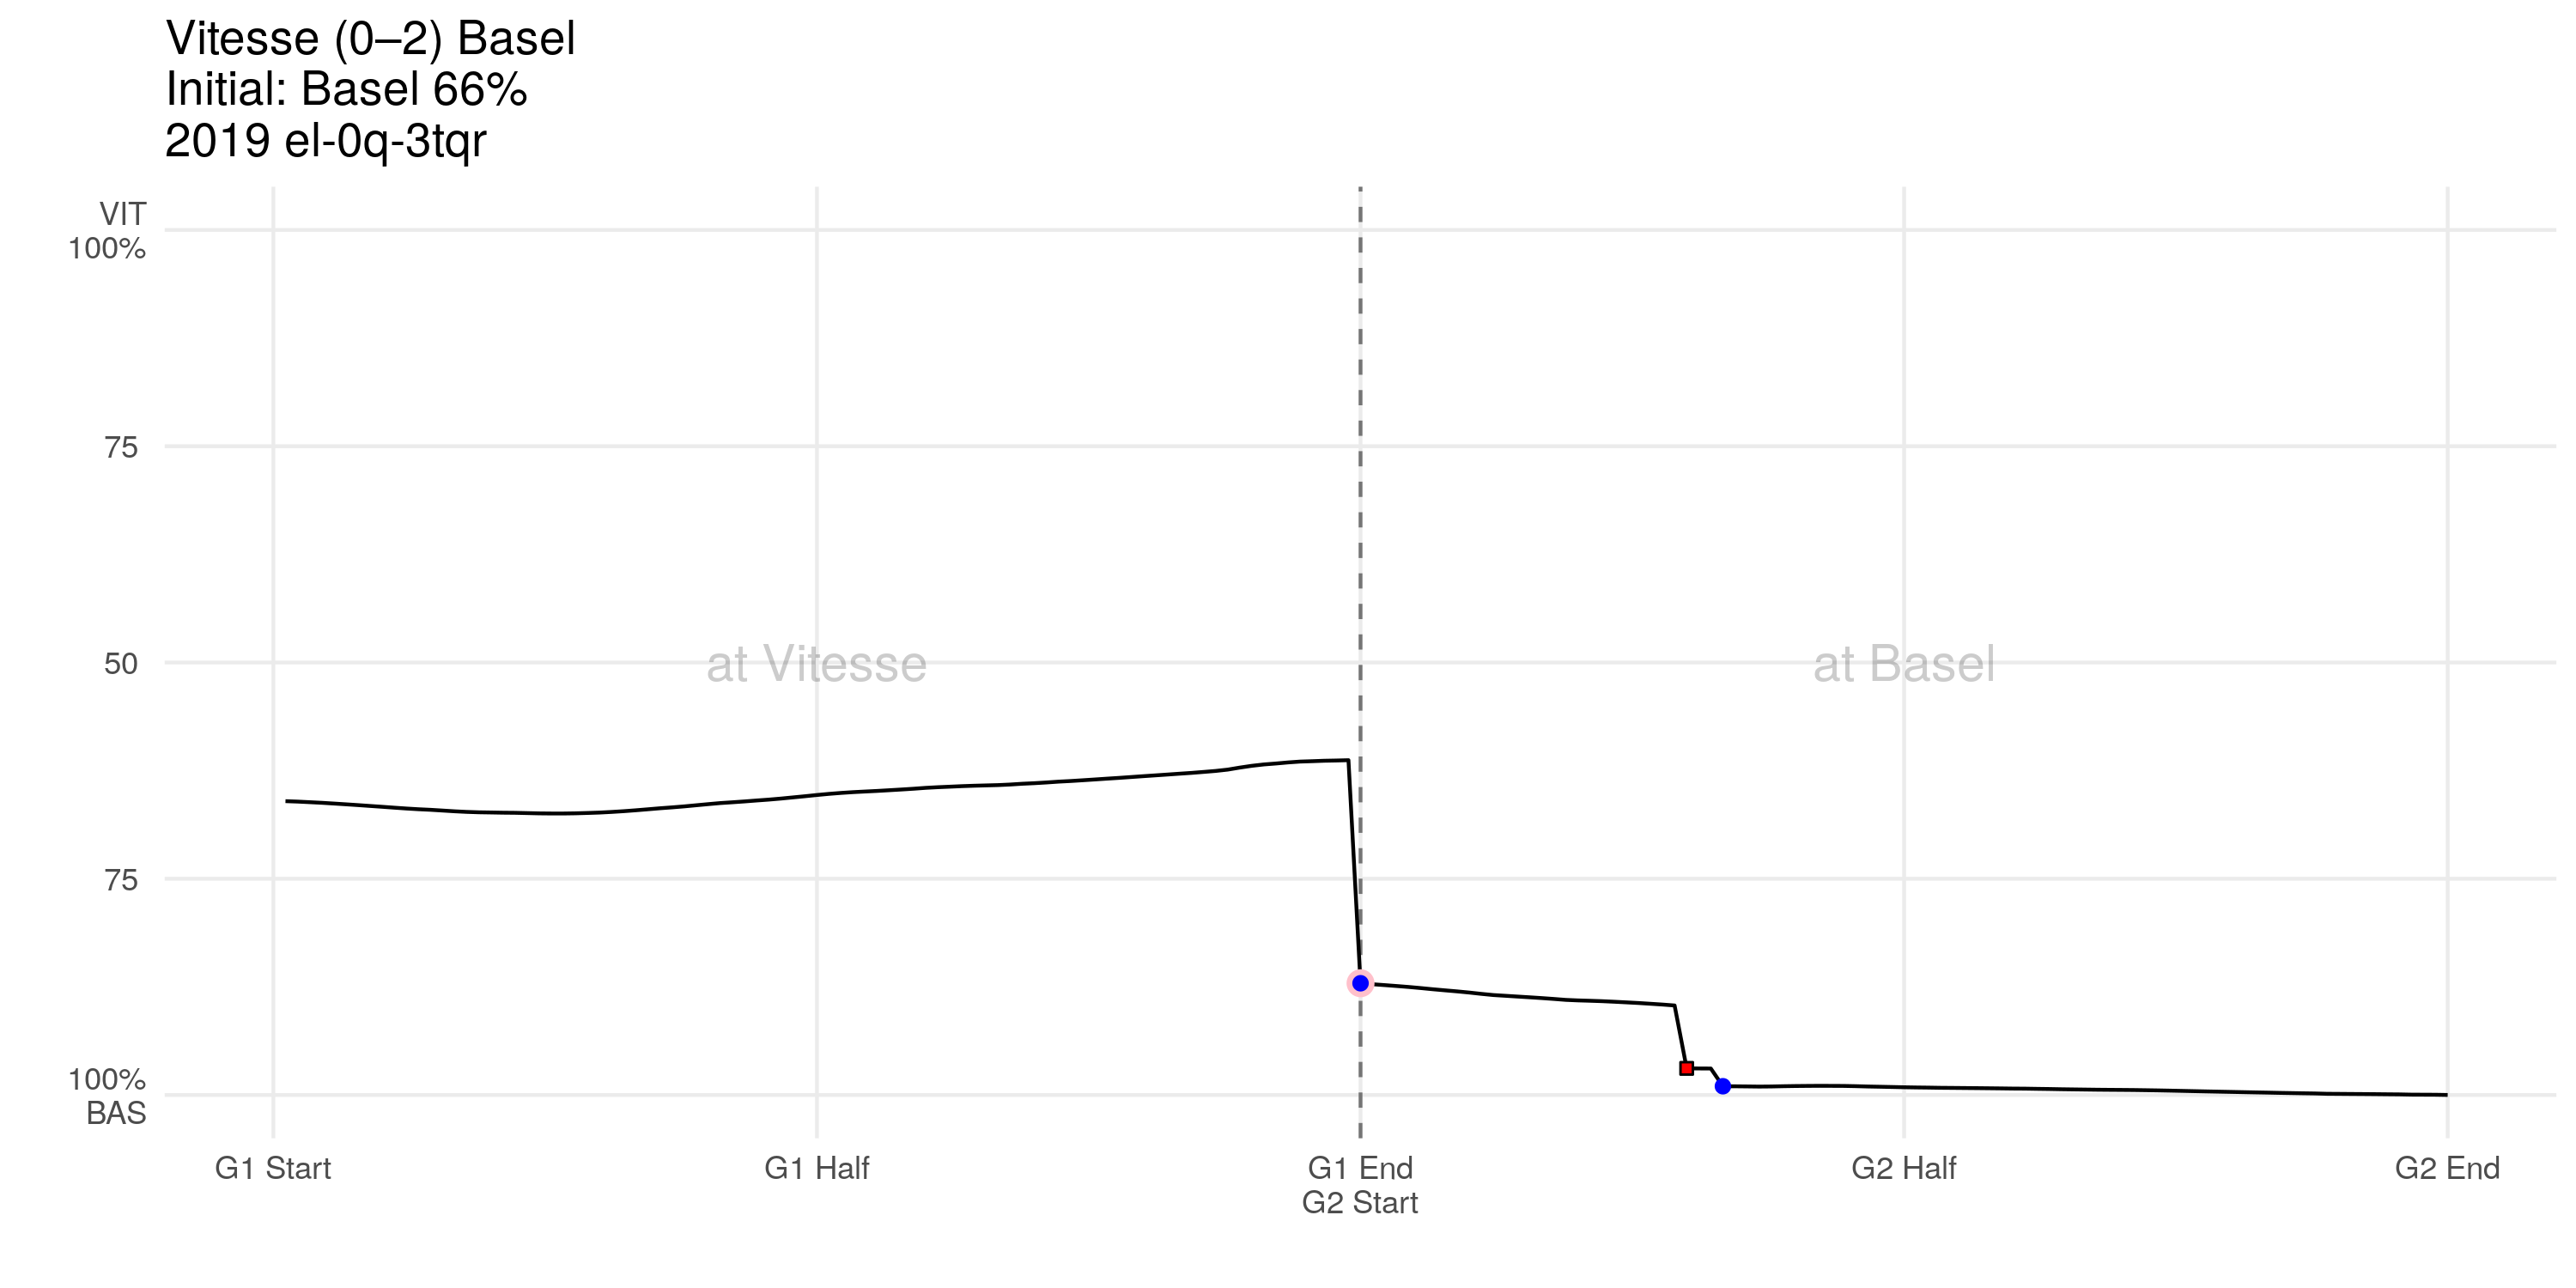 Vitesse (0–2) Basel
Initial: Basel 66%
2019 el-0q-3tqr
VIT
100%
75
50
75
100%
BAS
at Vitesse
at Basel
G1 Start
G1 Half
G1 End
G2 Start
G2 Half
G2 End